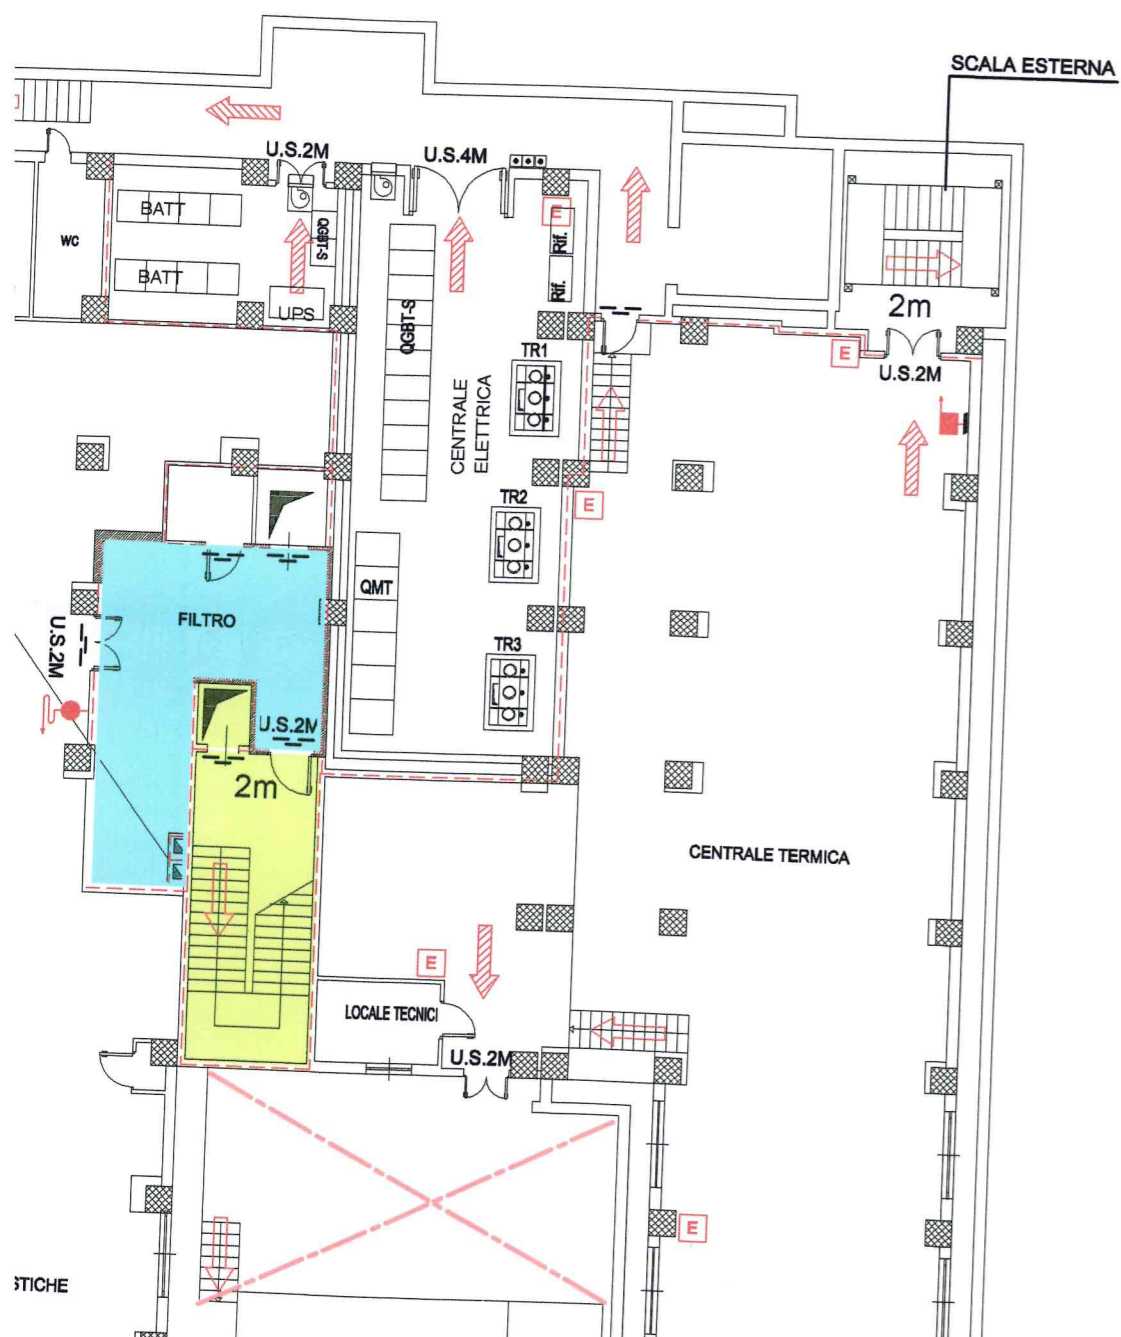 SCALA ESTERNA
U.S.2M
U.S.4M
BATT
WC
QGBT-S
E
Rif.
BATT
Rif.
UPS
2m
QGBT-S
TR1
E
U.S.2M
CENTRALE
ELETTRICA
TR2
E
QMT
FILTRO
U.S.2M
TR3
U.S.2M
2m
CENTRALE TERMICA
E
LOCALE TECNICI
U.S.2M
E
STICHE